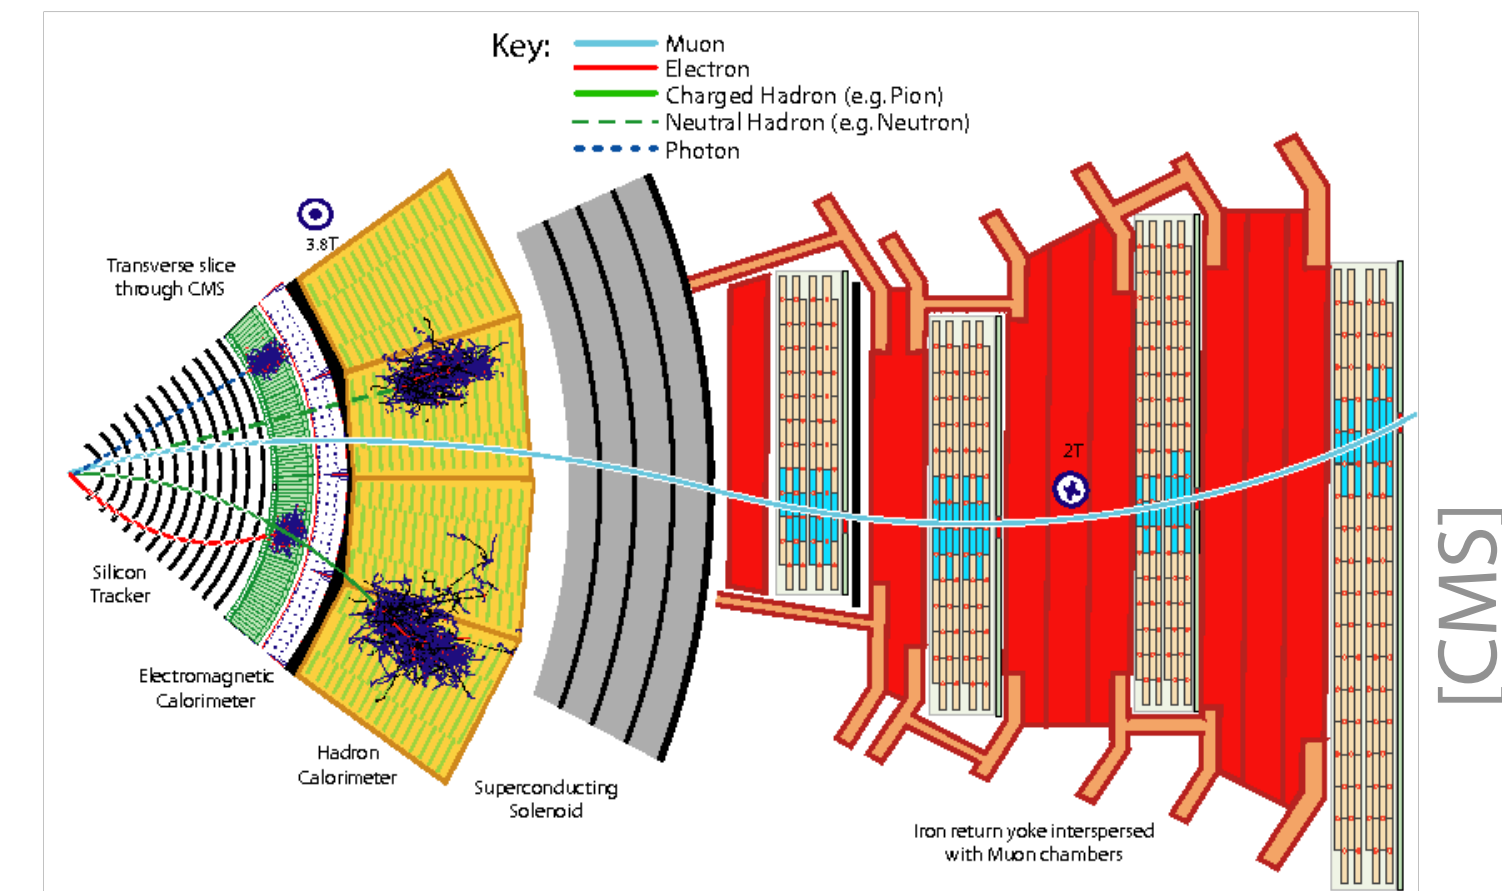 Key:
Muon
Electron
Charged Hadron (e.g. Pion)
Neutral Hadron (e.g. Neutron)
Photon
3.8T
Transverse slice
through CMS
2T
Silicon
Tracker
Electromagnetic
Calorimeter
Hadron
Calorimeter
Superconducting
Solenoid
Iron return yoke interspersed
with Muon chambers
[CMS]